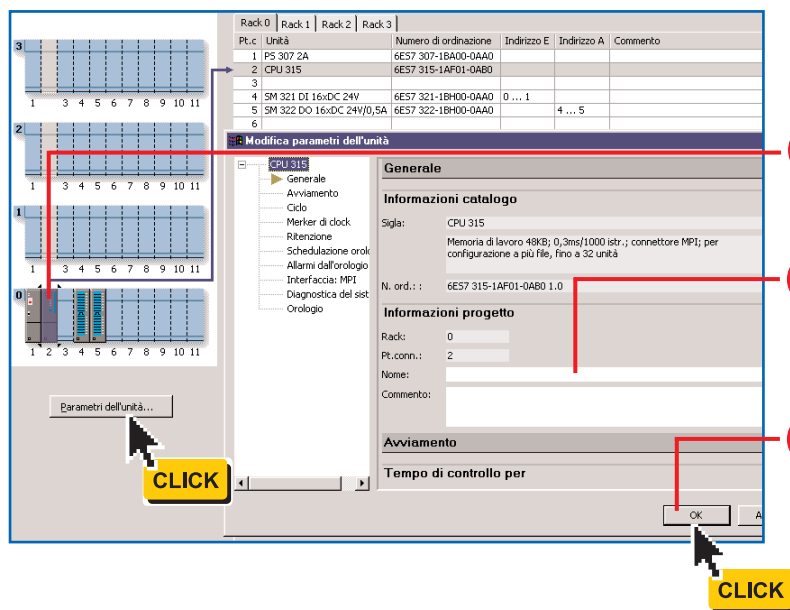 Rack 0 Rack 1 Rack 2 Rack 3
Pt.c Unità Numero di ordinazione Indirizzo E Indirizzo A Commento
1 PS 307 2A 6ES7 307-1BA00-0AA0
2 CPU 315 6ES7 315-1AF01-0AB0
3
4 SM 321 DI 16xDC 24V 6ES7 321-1BH00-0AA0 0 ... 1
5 SM 322 DO 16xDC 24V/0,5A 6ES7 322-1BH00-0AA0 4 ... 5
6
3
1 3 4 5 6 7 8 9 10 11
2
1 3 4 5 6 7 8 9 10 11
1
1 3 4 5 6 7 8 9 10 11
0
1 2 3 4 5 6 7 8 9 10 11
Parametri dell'unità...
CLICK
Modifica parametri dell'unità
CPU 315
Generale
Avviamento
Ciclo
Merker di clock
Ritenzione
Schedulazione orolo
Allarmi dall'orologio
Interfaccia: MPI
Diagnostica del sist
Orologio
Generale
Informazioni catalogo
Sigla: CPU 315
Memoria di lavoro 48KB; 0,3ms/1000 istr.; connettore MPI; per
configurazione a più file, fino a 32 unità
N. ord.: : 6ES7 315-1AF01-0AB0 1.0
Informazioni progetto
Rack: 0
Pt.conn.: 2
Nome:
Commento:
Avviamento
Tempo di controllo per
OK A
CLICK